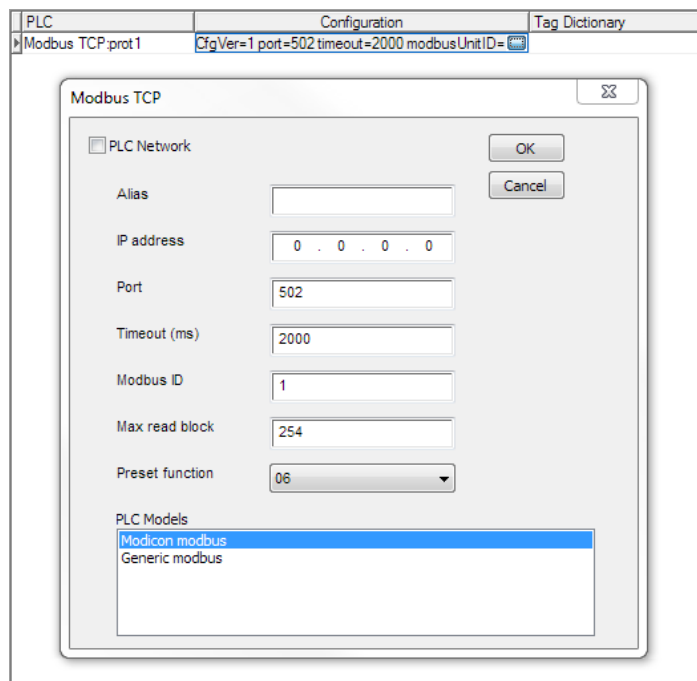 PLC Configuration Tag Dictionary
Modbus TCP:prot1 CfgVer=1 port=502 timeout=2000 modbusUnitID=
Modbus TCP
PLC Network OK
Cancel
Alias
IP address 0 . 0 . 0 . 0
Port 502
Timeout (ms) 2000
Modbus ID 1
Max read block 254
Preset function 06
PLC Models
Modicon modbus
Generic modbus